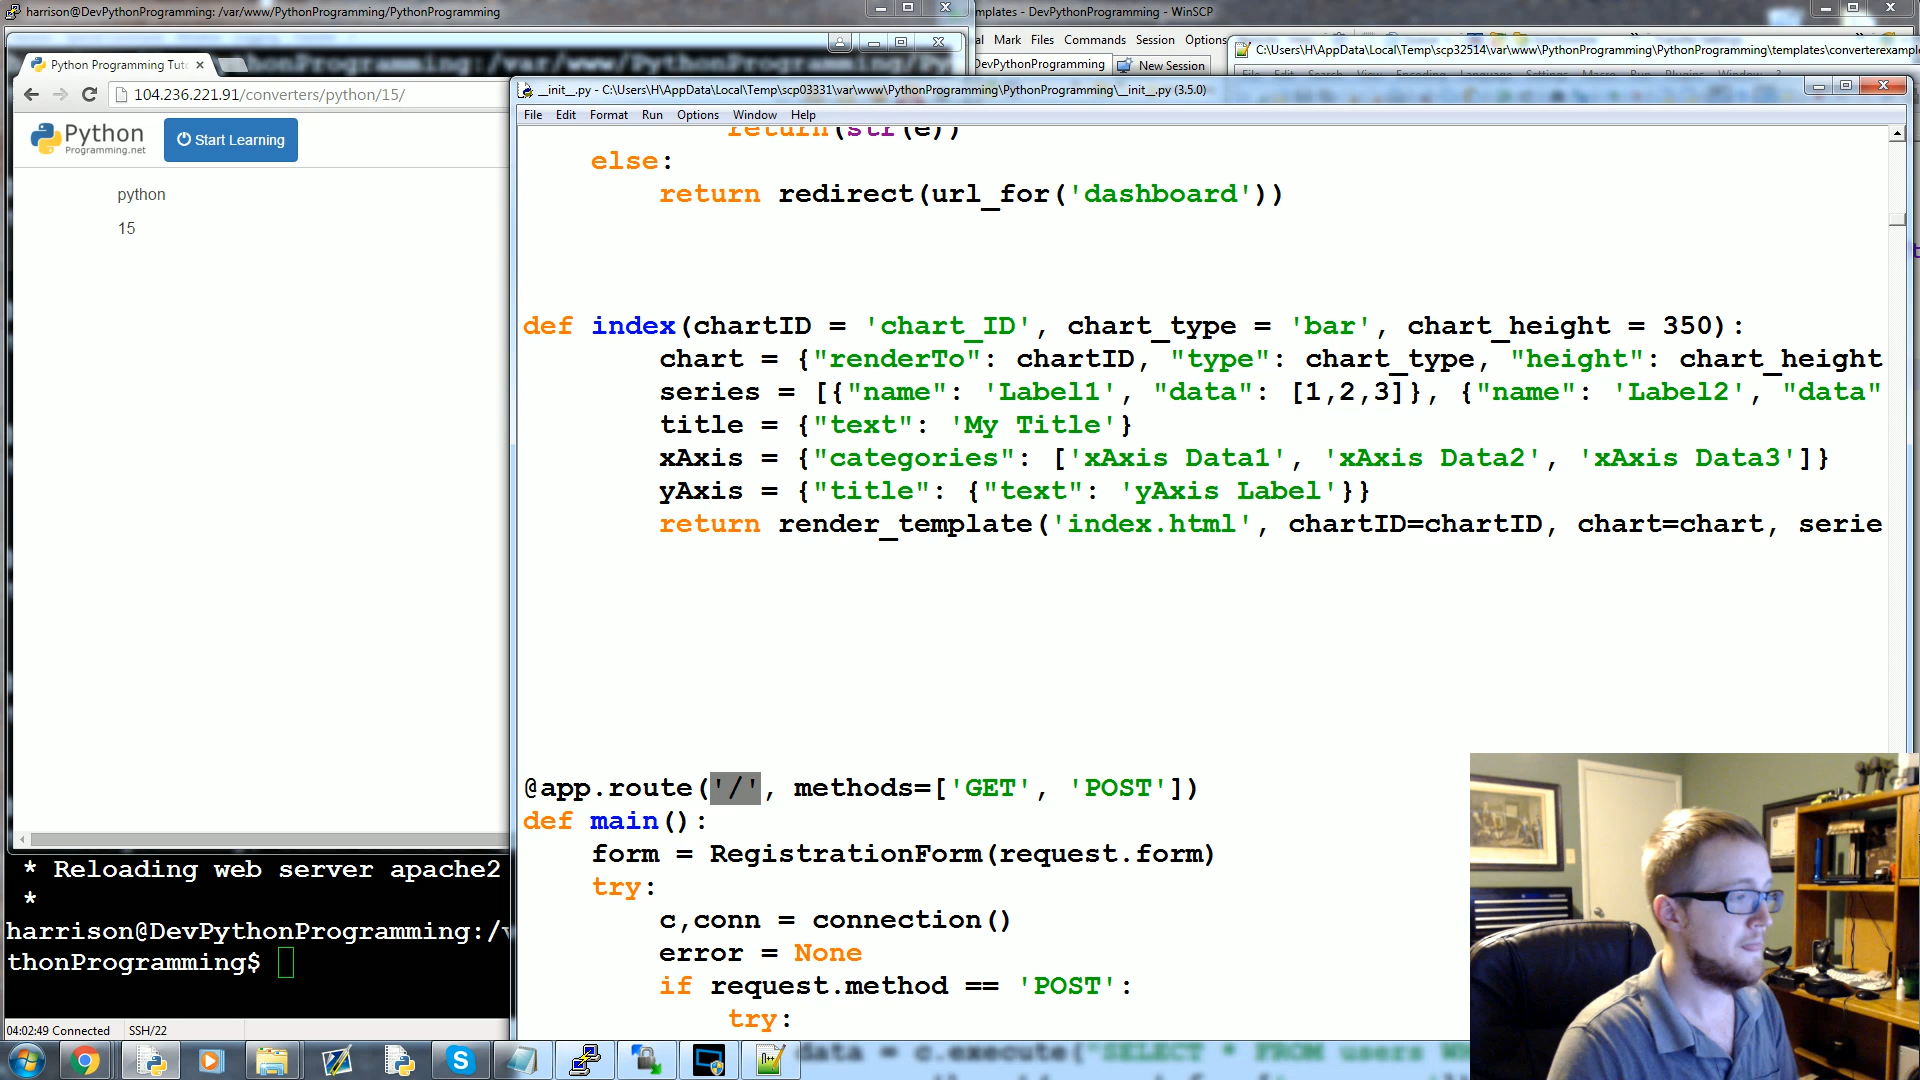 harrison@DevPythonProgramming: /var/www/PythonProgramming/PythonProgramming
mplates - DevPythonProgramming - WinSCP
al Mark Files Commands Session Options
C:\Users\H\AppData\Local\Temp\scp32514\var\www\PythonProgramming\PythonProgramming\templates\converterexampl
Python Programming Tuto
DevPythonProgramming
New Session
104.236.221.91/converters/python/15/
__init__.py - C:\Users\H\AppData\Local\Temp\scp03331\var\www\PythonProgramming\PythonProgramming\__init__.py (3.5.0)
File Edit Format Run Options Window Help
Python
Programming.net
Start Learning
python
15
return(str(e))
else:
return redirect(url_for('dashboard'))
def index(chartID = 'chart_ID', chart_type = 'bar', chart_height = 350):
chart = {"renderTo": chartID, "type": chart_type, "height": chart_height
series = [{"name": 'Label1', "data": [1,2,3]}, {"name": 'Label2', "data"
title = {"text": 'My Title'}
xAxis = {"categories": ['xAxis Data1', 'xAxis Data2', 'xAxis Data3']}
yAxis = {"title": {"text": 'yAxis Label'}}
return render_template('index.html', chartID=chartID, chart=chart, serie
@app.route('/', methods=['GET', 'POST'])
def main():
form = RegistrationForm(request.form)
try:
c,conn = connection()
error = None
if request.method == 'POST':
try:
data = c.execute("SELECT * FROM users WH
* Reloading web server apache2
*
harrison@DevPythonProgramming:/v
thonProgramming$
04:02:49 Connected SSH/22